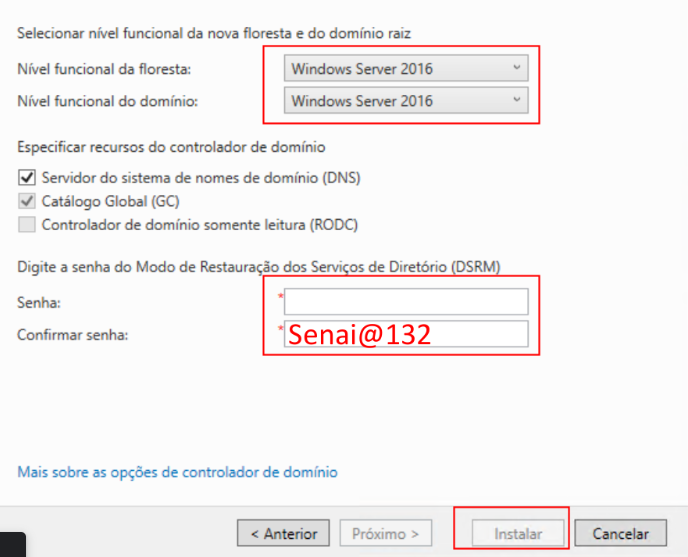 Selecionar nível funcional da nova floresta e do domínio raiz
Nível funcional da floresta: Windows Server 2016
Nível funcional do domínio: Windows Server 2016
Especificar recursos do controlador de domínio
Servidor do sistema de nomes de domínio (DNS)
Catálogo Global (GC)
Controlador de domínio somente leitura (RODC)
Digite a senha do Modo de Restauração dos Serviços de Diretório (DSRM)
Senha: *
Confirmar senha: * Senai@132
Mais sobre as opções de controlador de domínio
< Anterior Próximo > Instalar Cancelar